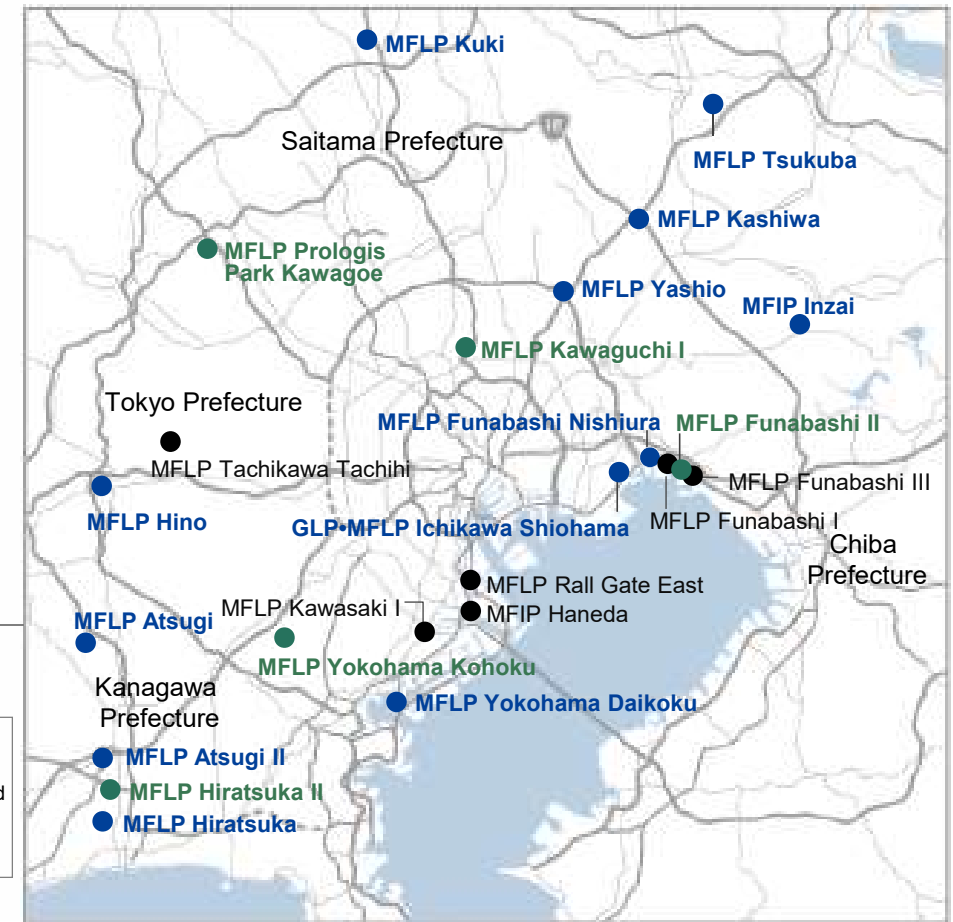 MFLP Kuki
Saitama Prefecture
MFLP Tsukuba
MFLP Kashiwa
MFLP Prologis
Park Kawagoe
MFLP Yashio
MFIP Inzai
MFLP Kawaguchi I
Tokyo Prefecture
MFLP Funabashi Nishiura
MFLP Funabashi II
MFLP Tachikawa Tachihi
MFLP Funabashi III
MFLP Hino
GLP•MFLP Ichikawa Shiohama
MFLP Funabashi I
Chiba
Prefecture
MFLP Rall Gate East
MFLP Kawasaki I
MFIP Haneda
MFLP Atsugi
MFLP Yokohama Kohoku
Kanagawa
Prefecture
MFLP Yokohama Daikoku
MFLP Atsugi II
MFLP Hiratsuka II
MFLP Hiratsuka